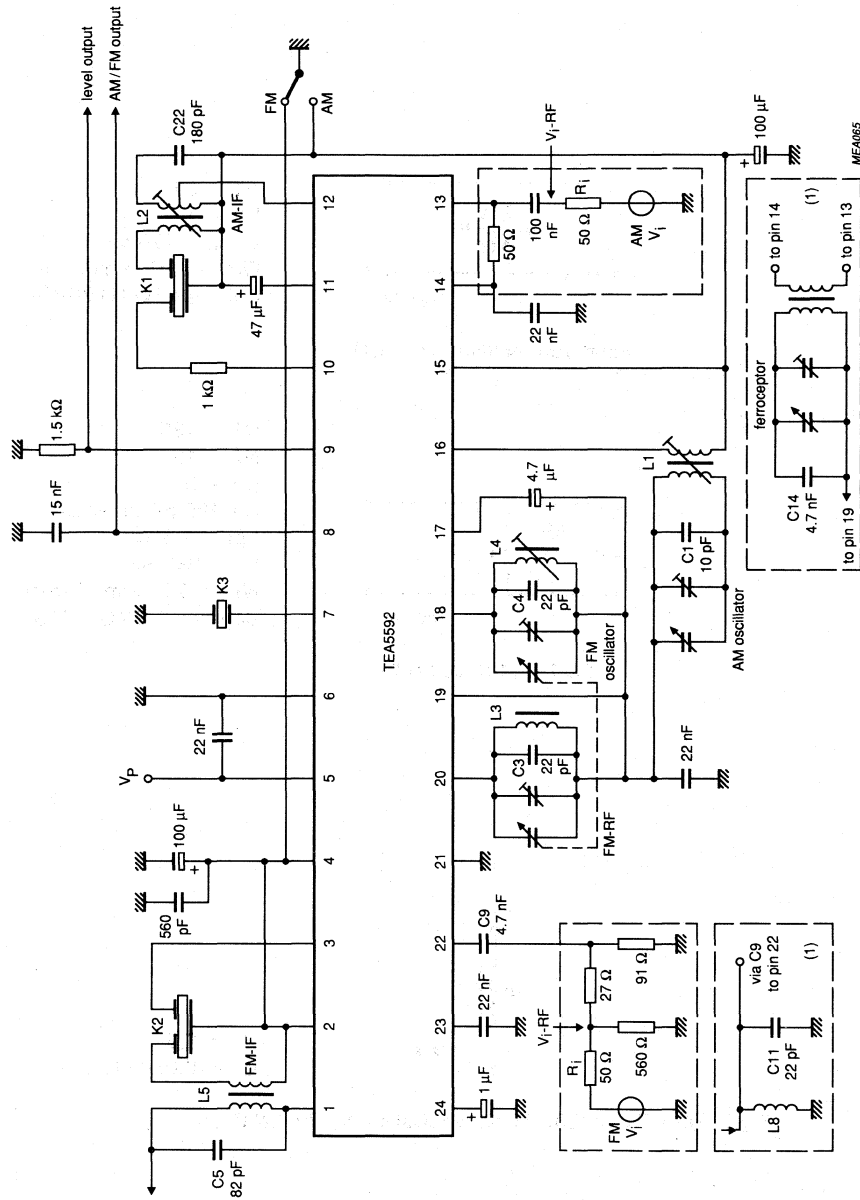 level output
AM/FM output
FM
AM
C22
180 pF
L2
AM-IF
K1
+
47 μF
1 kΩ
1.5 kΩ
15 nF
K3
22 nF
VP
100 μF
+
560
pF
K2
FM-IF
L5
C5
82 pF
1
2
3
4
5
6
7
8
9
10
11
12
TEA5592
24
23
22
21
20
19
18
17
16
15
14
13
+
1 μF
22 nF
C9
4.7 nF
Vi-RF
Ri
50 Ω
27 Ω
560 Ω
91 Ω
FM
Vi
via C9
to pin 22
C11
22 pF
L8
(1)
L3
C3
22
pF
FM-RF
L4
C4
22
pF
FM
oscillator
4.7
μF
+
22 nF
L1
C1
10 pF
AM oscillator
50 Ω
100
nF
22
nF
Vi-RF
Ri
50 Ω
AM
Vi
+
100 μF
ferroceptor
C14
4.7 nF
to pin 19
to pin 14
to pin 13
(1)
MEA065